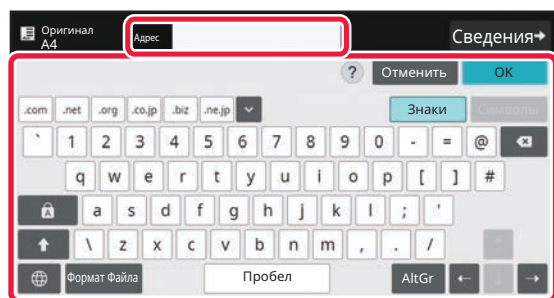 Оригинал
A4
Адрес
Сведения
? Отменить OK
.com .net .org .co.jp .biz .ne.jp Знаки Символы
` 1 2 3 4 5 6 7 8 9 0 - = @
q w e r t y u i o p [ ] #
A a s d f g h j k l ; '
\ z x c v b n m , . /
Формат Файла Пробел AltGr